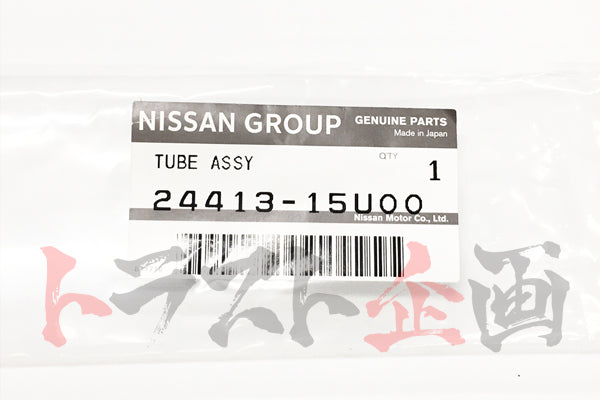 NISSAN GROUP GENUINE PARTS
Made in Japan
TUBE ASSY QTY 1
24413-15U00
Nissan Motor Co., Ltd.
トラスト企画